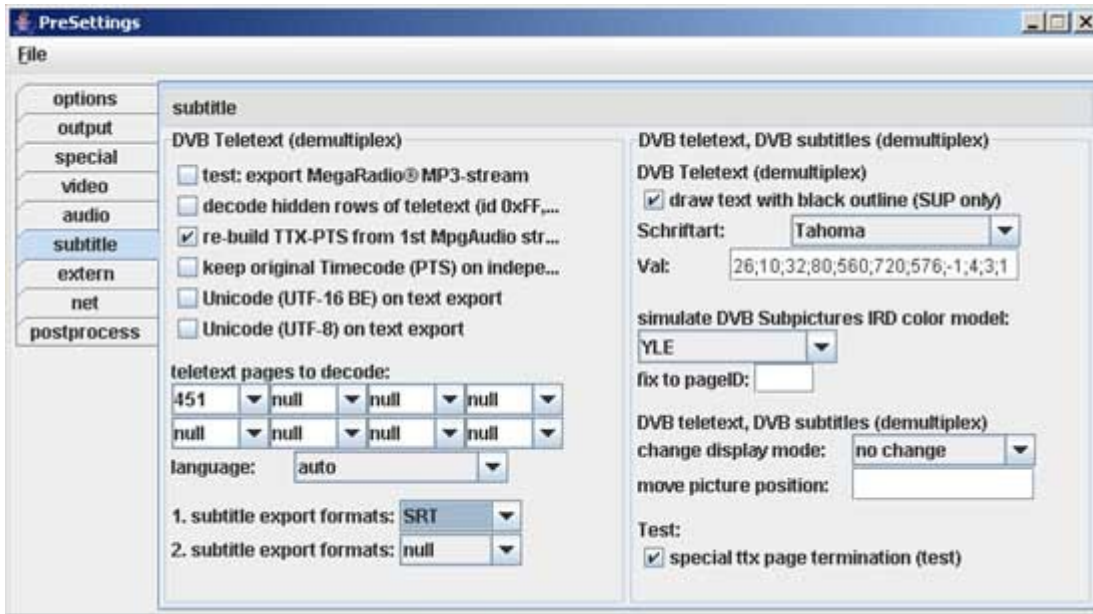 PreSettings
File
options
output
special
video
audio
subtitle
extern
net
postprocess
subtitle
DVB Teletext (demultiplex)
test: export MegaRadio® MP3-stream
decode hidden rows of teletext (id 0xFF,...
re-build TTX-PTS from 1st MpgAudio str...
keep original Timecode (PTS) on indepe...
Unicode (UTF-16 BE) on text export
Unicode (UTF-8) on text export
teletext pages to decode:
451 null null null
null null null null
language: auto
1. subtitle export formats: SRT
2. subtitle export formats: null
DVB teletext, DVB subtitles (demultiplex)
DVB Teletext (demultiplex)
draw text with black outline (SUP only)
Schriftart: Tahoma
Val: 26;10;32;80;560;720;576;-1;4;3;1
simulate DVB Subpictures IRD color model:
YLE
fix to pageID:
DVB teletext, DVB subtitles (demultiplex)
change display mode: no change
move picture position:
Test:
special ttx page termination (test)